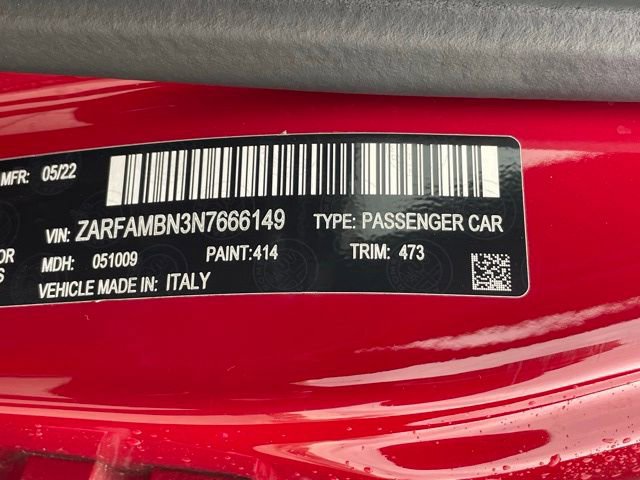 MFR: 05/22
VIN: ZARFAMBN3N7666149 TYPE: PASSENGER CAR
MDH: 051009 PAINT:414 TRIM: 473
VEHICLE MADE IN: ITALY